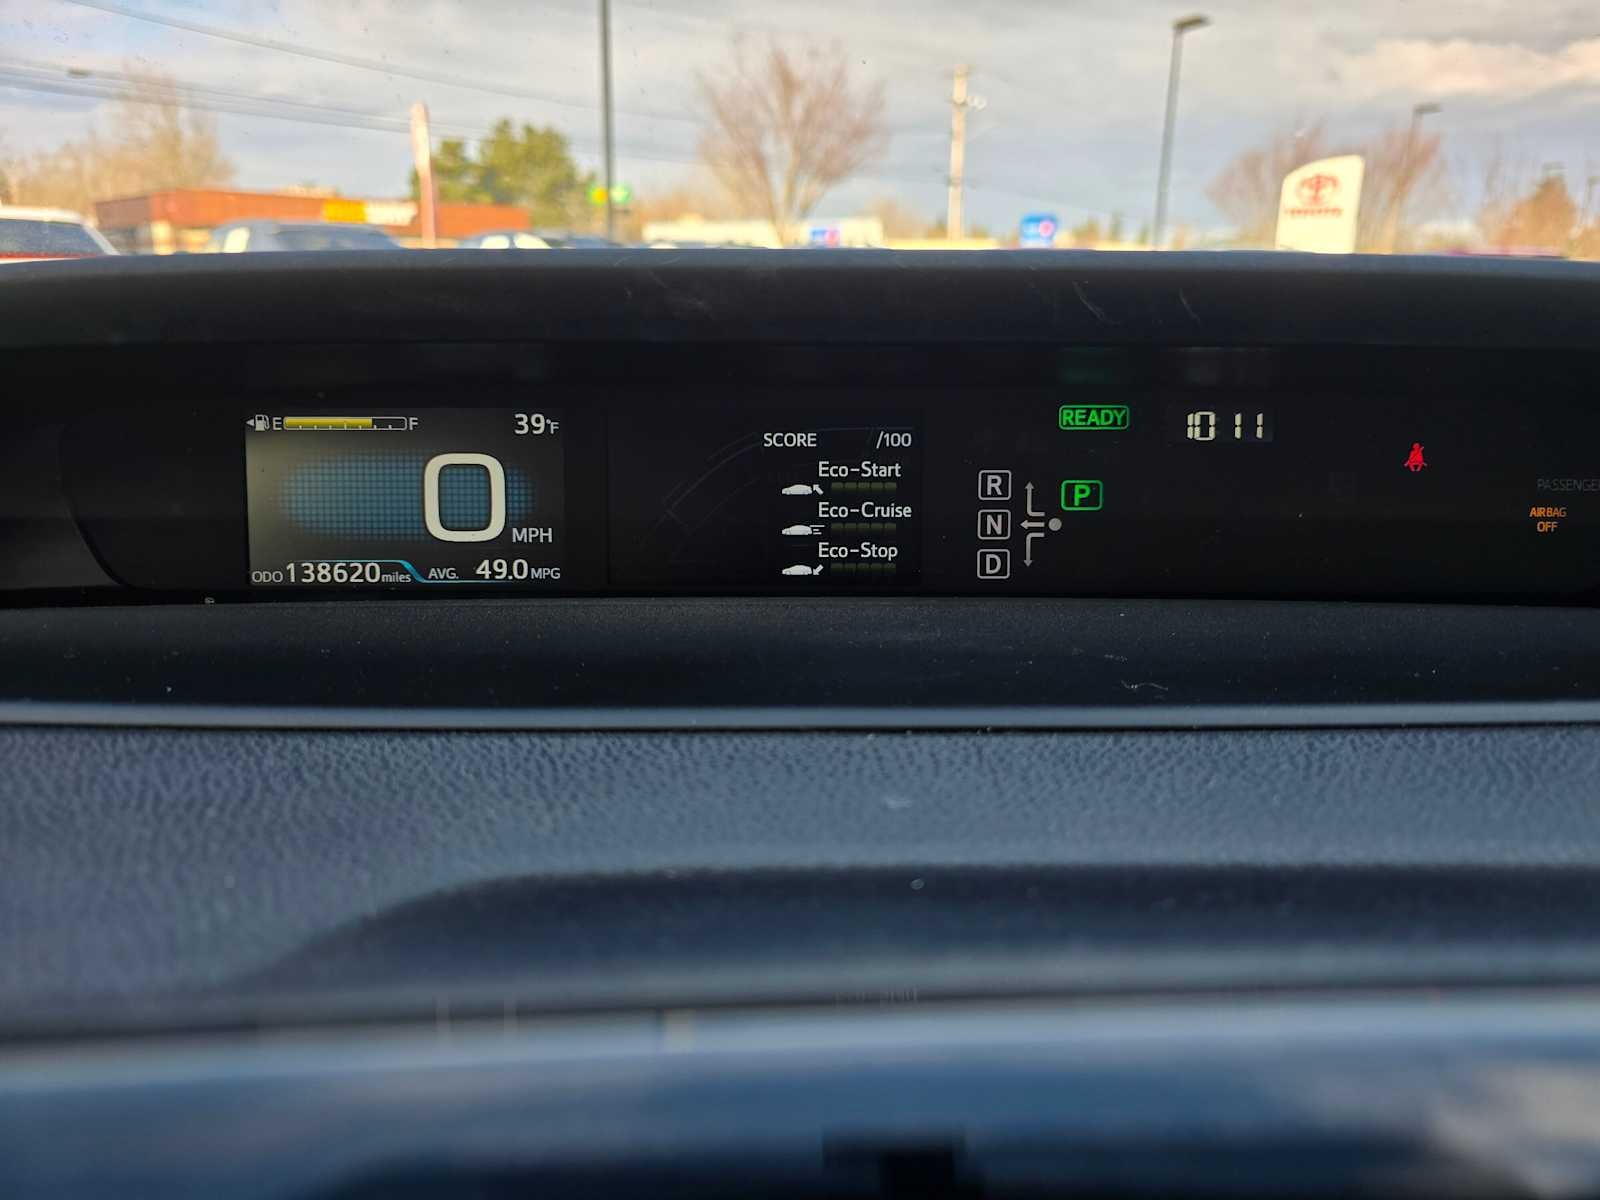 E F 39°F
0 MPH
ODO 138620 miles AVG. 49.0 MPG
SCORE /100
Eco-Start
Eco-Cruise
Eco-Stop
R
N
D
READY
P
10 11
PASSENGER
AIRBAG
OFF